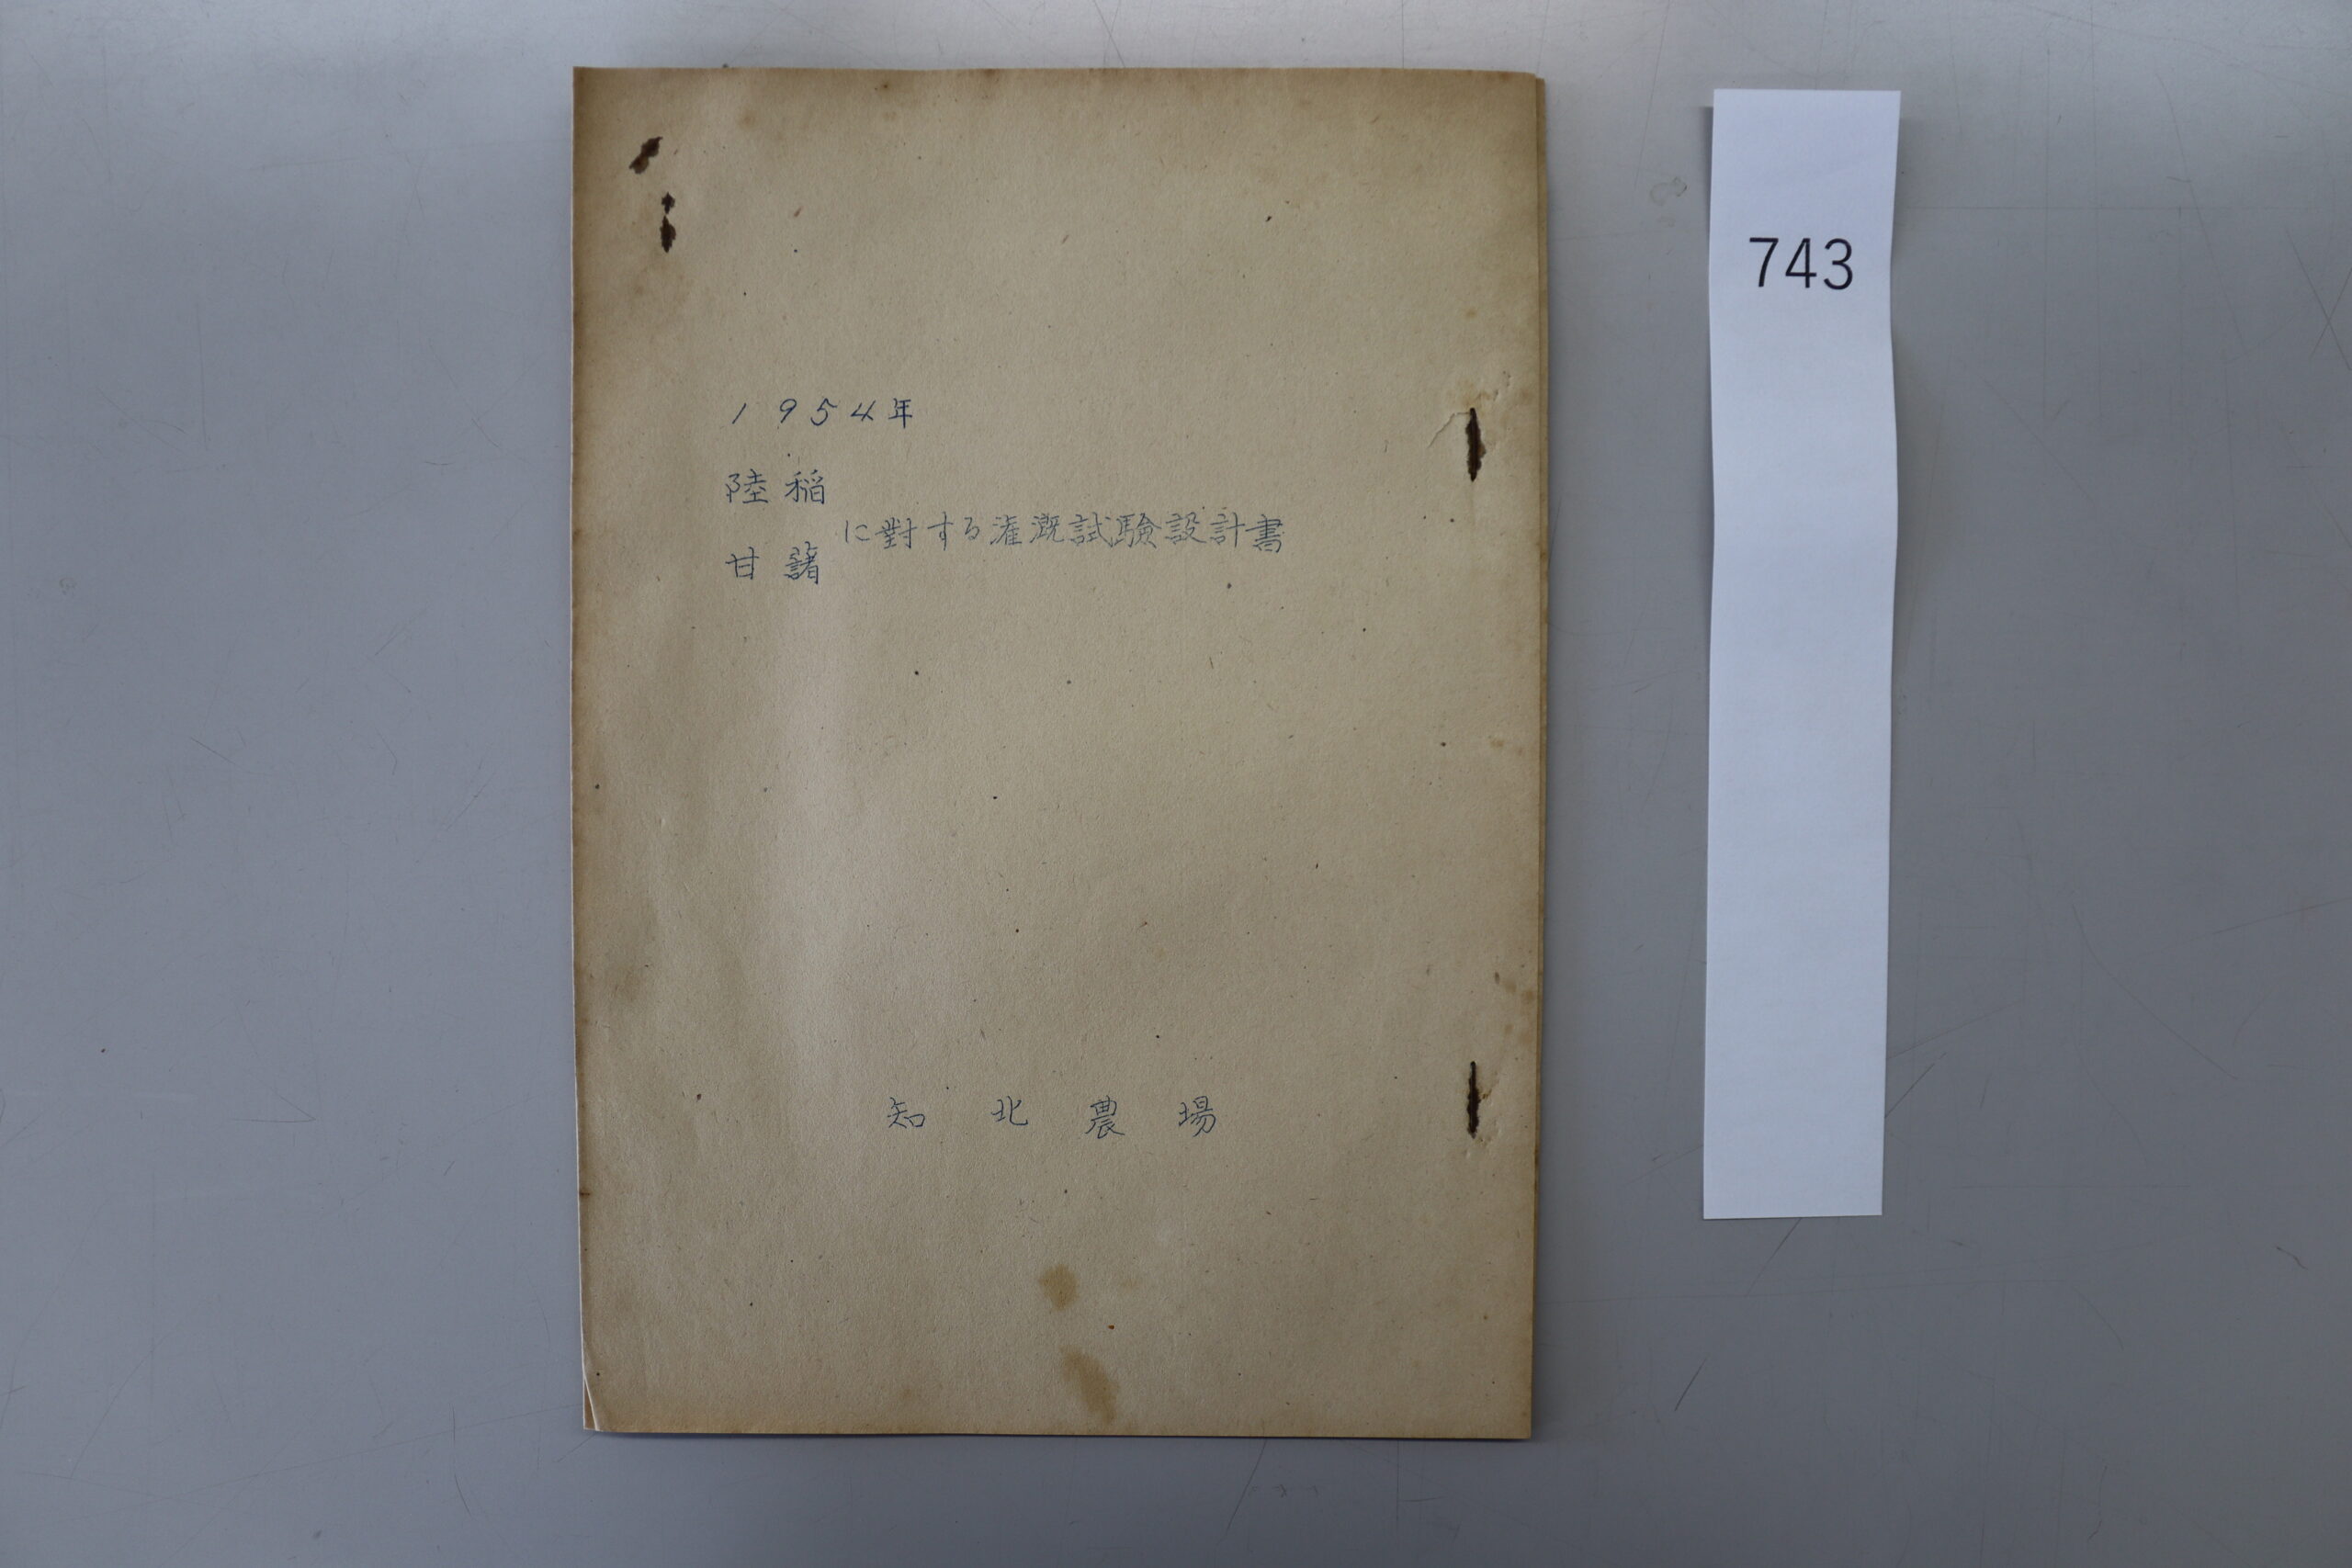 1954年
陸稲
に對する灌漑試験設計書
甘藷
知北農場
743